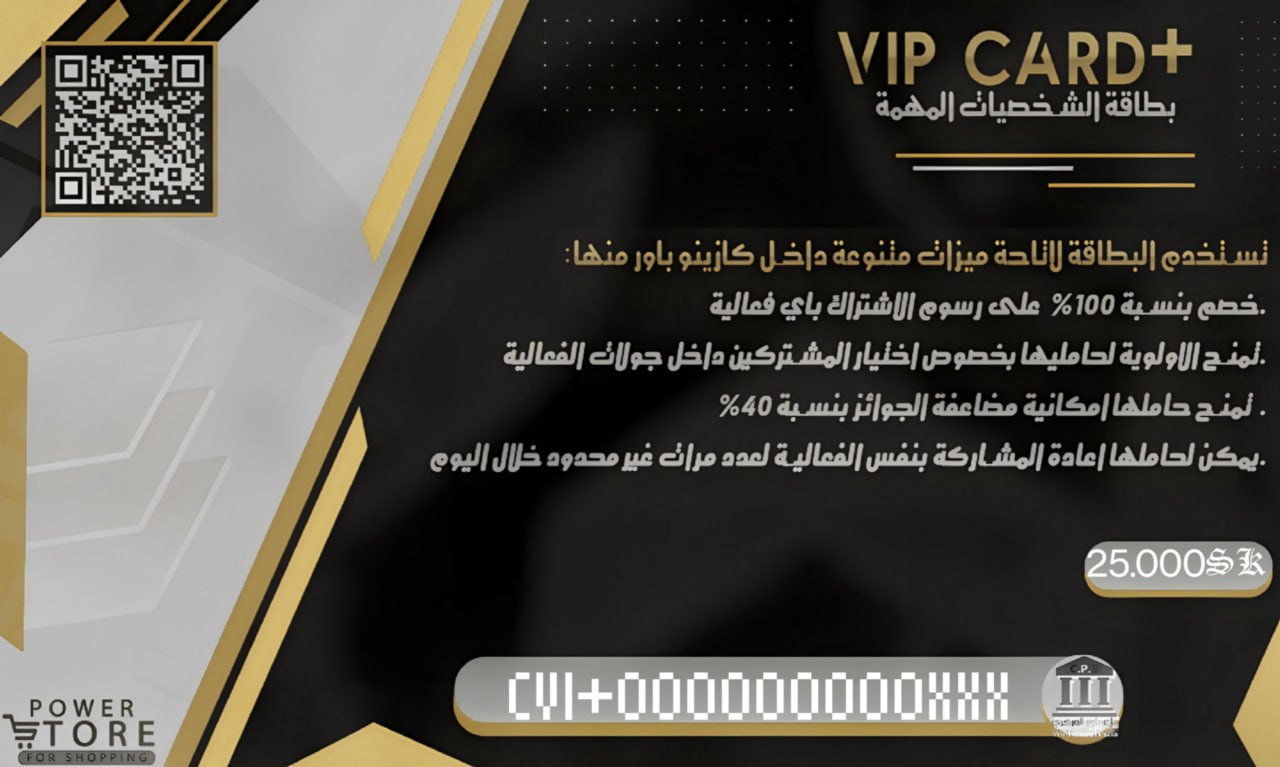 VIP CARD+
بطاقة الشخصيات المهمة
تستخدم البطاقة لاتاحة ميزات متنوعة داخل كازينو باور منها:
.خصم بنسبة 100% على رسوم الاشتراك باي فعالية
.تمنح الاولوية لحامليها بخصوص اختيار المشتركين داخل جولات الفعالية
. تمنح حاملها امكانية مضاعفة الجوائز بنسبة 40%
.يمكن لحاملها اعادة المشاركة بنفس الفعالية لعدد مرات غير محدود خلال اليوم
25.000SK
CVI+000000000XXX
C.P.
POWER
STORE
FOR SHOPPING